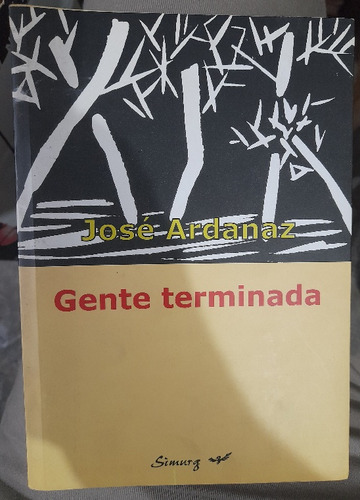 José Ardanaz
Gente terminada
Simurg